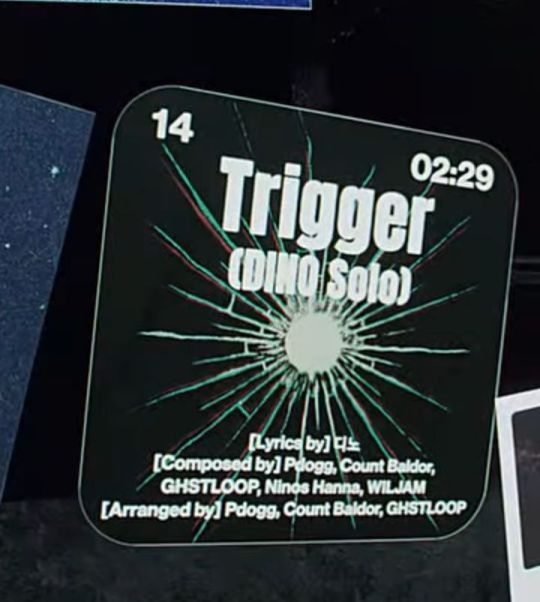 14
02:29
Trigger
(DINO Solo)
[Lyrics by] 디노
[Composed by] Pdogg, Count Baldor,
GHSTLOOP, Ninos Hanna, WILJAM
[Arranged by] Pdogg, Count Baldor, GHSTLOOP